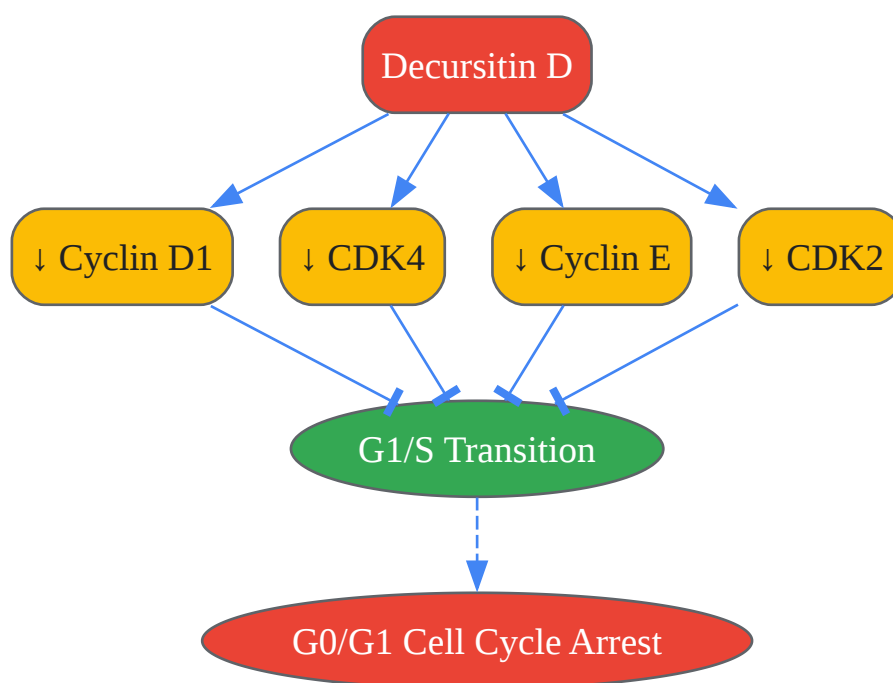 Decursitin D
↓ Cyclin D1
↓ CDK4
↓ Cyclin E
↓ CDK2
G1/S Transition
G0/G1 Cell Cycle Arrest